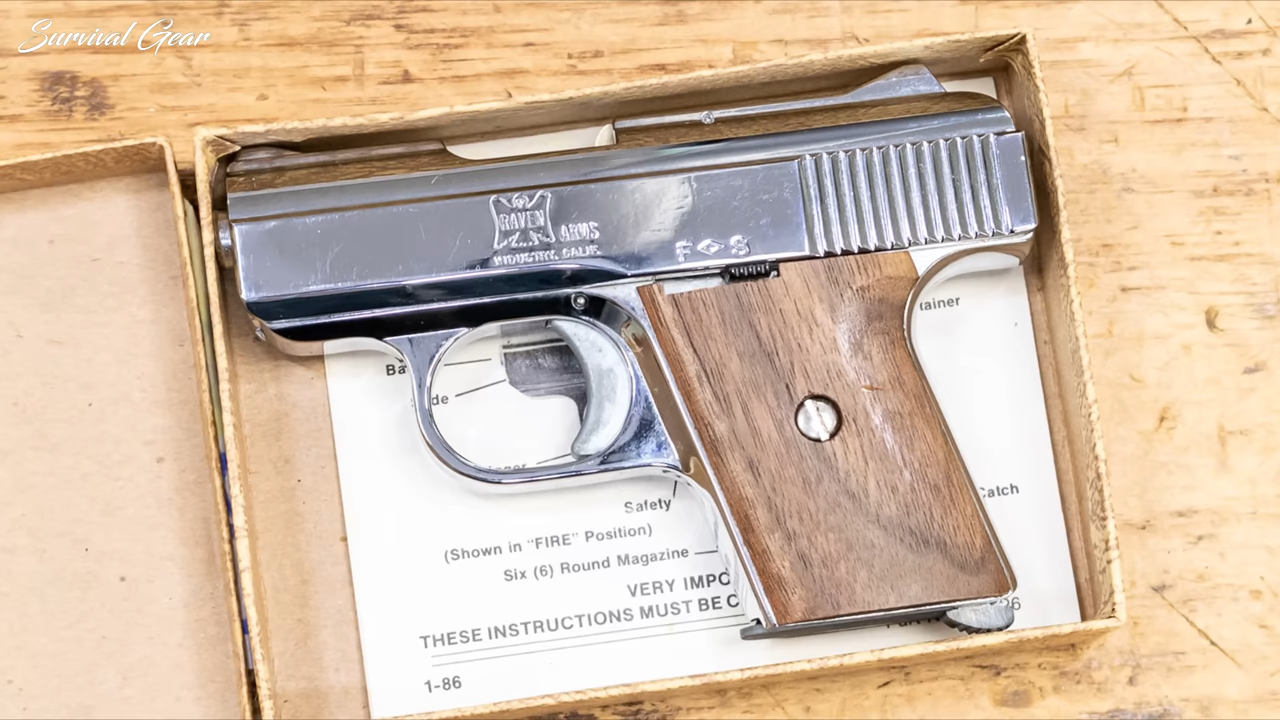 Survival Gear
RAVEN
ARMS
INDUSTRY, CALIF.
F S
Safety
(Shown in "FIRE" Position)
Six (6) Round Magazine
Catch
THESE INSTRUCTIONS MUST BE C
VERY IMPO
1-86